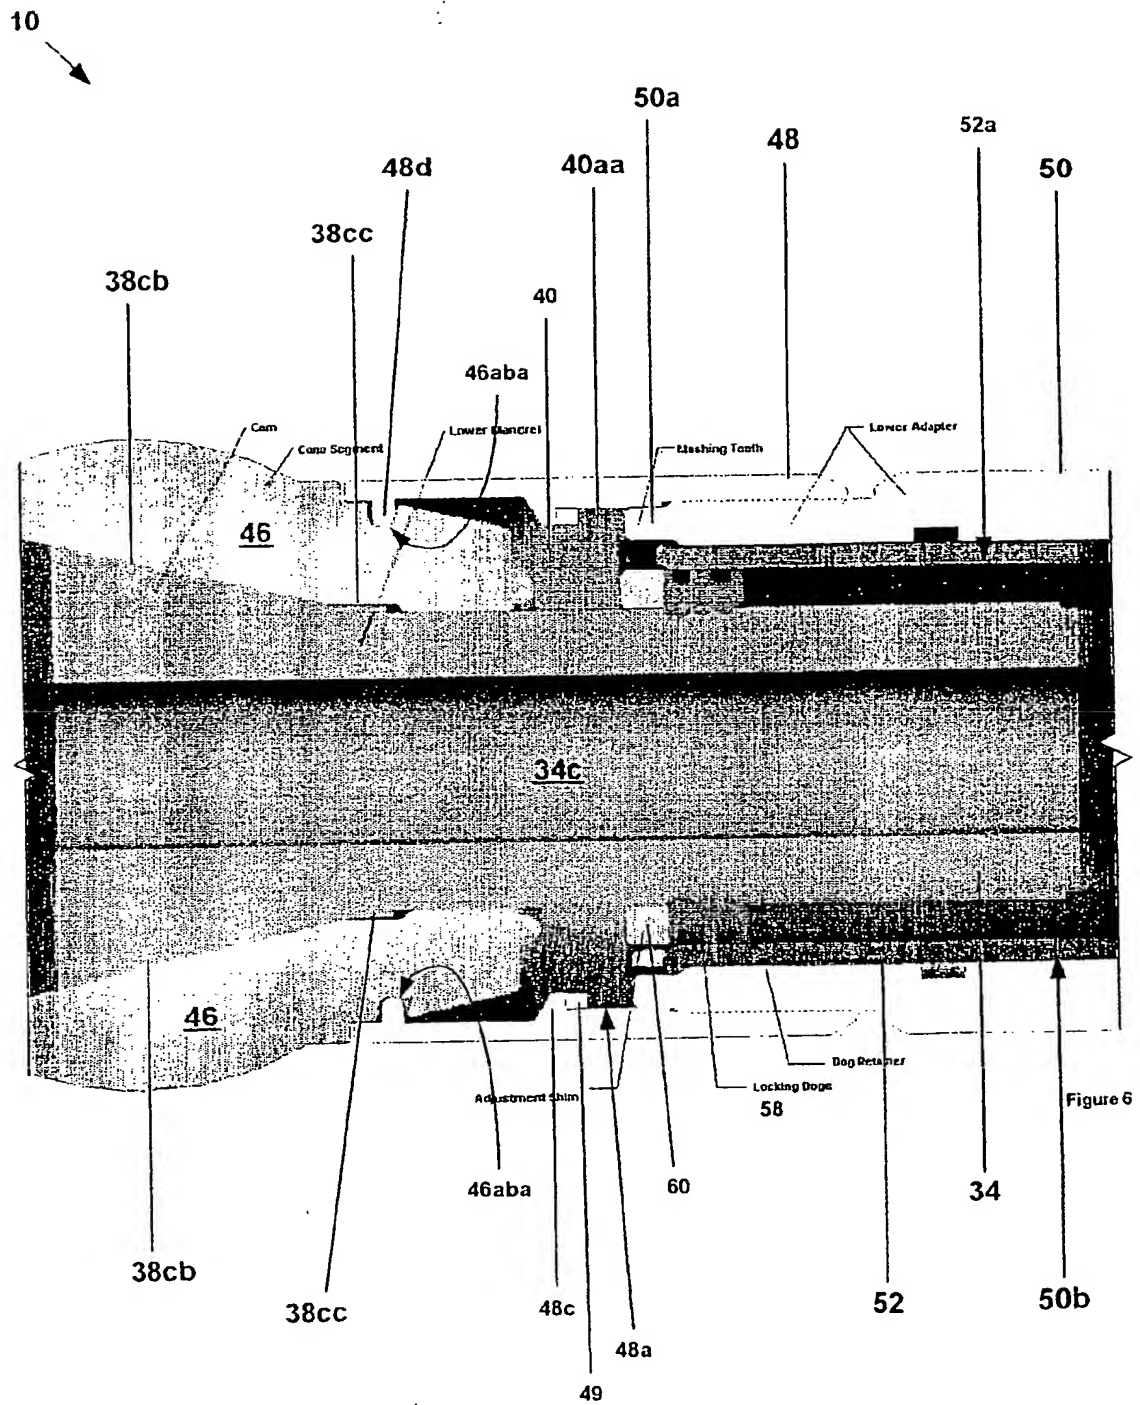 10
50a
52a
48
48d
40aa
50
38cc
38cb
40
46aba
Cam
Lower Mandrel
Lower Adapter
Cone Segment
Meshing Teeth
46
34c
46
Dog Retainer
Adjustment Shim
Locking Dogs
58
Figure 6
46aba
60
34
38cb
38cc
48c
52
50b
48a
49